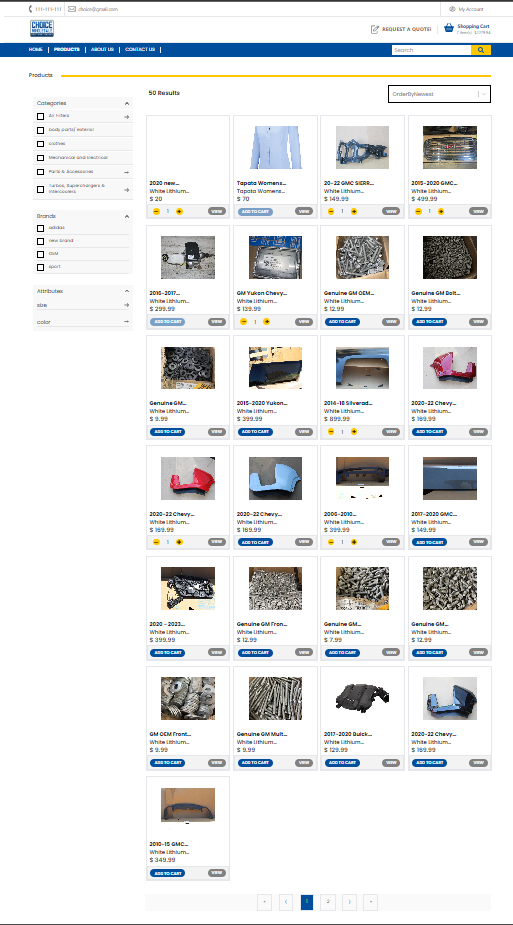 111-111-111
choice@gmail.com
My Account
CHOICE
WHOLESALE
REQUEST A QUOTE!
Shopping Cart
HOME
PRODUCTS
ABOUT US
CONTACT US
Search
Products
50 Results
OrderByNewest
Categories
Air filters
body parts/ exterior
clothes
Mechanical and Electrical
Parts & Accessories
Turbos, Superchargers &
Intercoolers
Brands
adidas
new brand
OEM
sport
Attributes
size
color
2020 new...
White Lithium...
$ 20
1
VIEW
Tapata Womens...
Tapata Womens...
$ 70
ADD TO CART
VIEW
20-22 GMC SIERR...
White Lithium...
$ 149.99
1
VIEW
2015-2020 GMC...
White Lithium...
$ 499.99
1
VIEW
2016-2017...
White Lithium...
$ 299.99
ADD TO CART
VIEW
GM Yukon Chevy...
White Lithium...
$ 139.99
1
VIEW
Genuine GM OEM...
White Lithium...
$ 12.99
ADD TO CART
VIEW
Genuine GM Bolt...
White Lithium...
$ 12.99
ADD TO CART
VIEW
Genuine GM...
White Lithium...
$ 9.99
ADD TO CART
VIEW
2015-2020 Yukon...
White Lithium...
$ 399.99
ADD TO CART
VIEW
2014-18 Silverad...
White Lithium...
$ 899.99
1
VIEW
2020-22 Chevy...
White Lithium...
$ 169.99
ADD TO CART
VIEW
2020-22 Chevy...
White Lithium...
$ 169.99
1
VIEW
2020-22 Chevy...
White Lithium...
$ 169.99
ADD TO CART
VIEW
2006-2010...
White Lithium...
$ 399.99
1
VIEW
2017-2020 GMC...
White Lithium...
$ 149.99
ADD TO CART
VIEW
2020 - 2023...
White Lithium...
$ 399.99
ADD TO CART
VIEW
Genuine GM Fron...
White Lithium...
$ 12.99
ADD TO CART
VIEW
Genuine GM...
White Lithium...
$ 7.99
ADD TO CART
VIEW
Genuine GM...
White Lithium...
$ 12.99
ADD TO CART
VIEW
GM OEM Front...
White Lithium...
$ 9.99
ADD TO CART
VIEW
Genuine GM Mult...
White Lithium...
$ 9.99
ADD TO CART
VIEW
2017-2020 Buick...
White Lithium...
$ 129.99
ADD TO CART
VIEW
2020-22 Chevy...
White Lithium...
$ 169.99
ADD TO CART
VIEW
2010-15 GMC...
White Lithium...
$ 349.99
ADD TO CART
VIEW
« ⟨ 1 2 ⟩ »